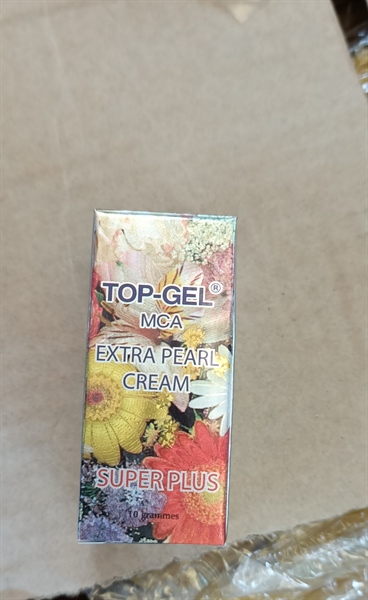 TOP-GEL®
MCA
EXTRA PEARL
CREAM
SUPER PLUS
10 grammes